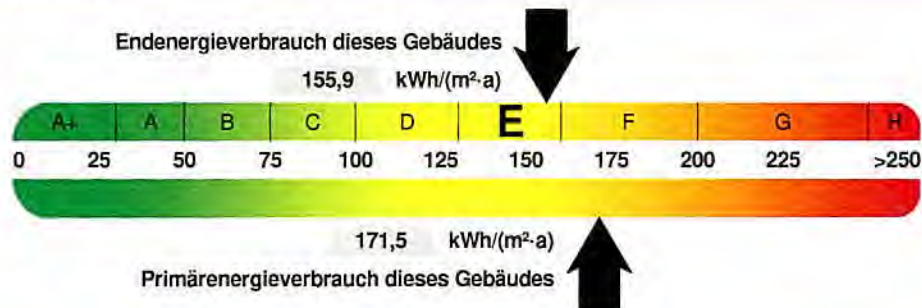 Endenergieverbrauch dieses Gebäudes
155,9 kWh/(m²·a)
A+ A B C D E F G H
0 25 50 75 100 125 150 175 200 225 >250
171,5 kWh/(m²·a)
Primärenergieverbrauch dieses Gebäudes